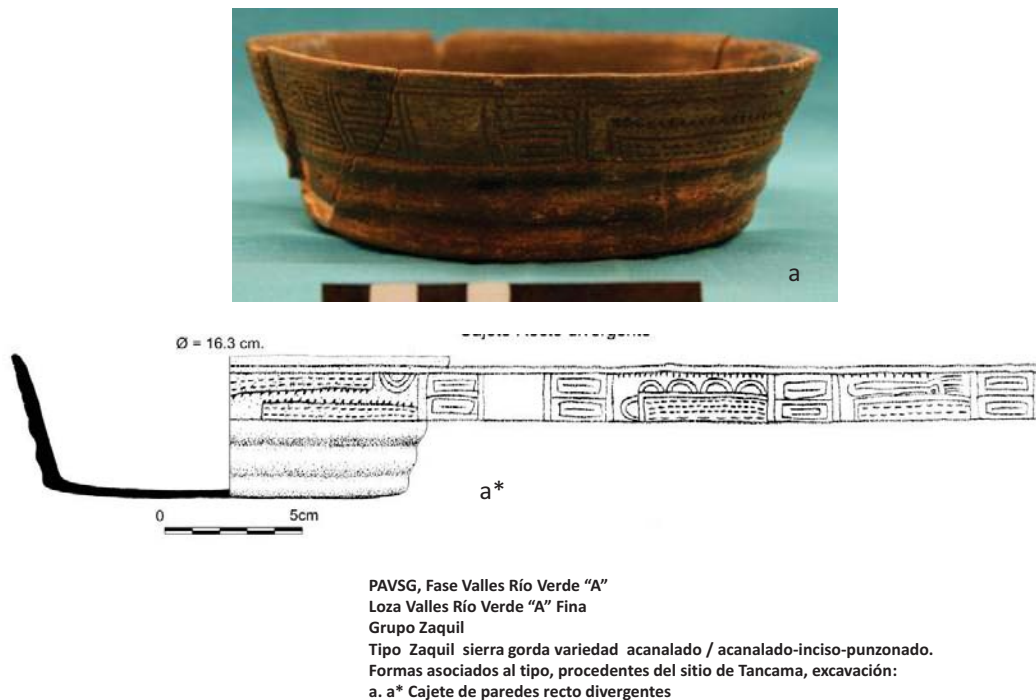 a
Ø = 16.3 cm.
a*
0 5cm
PAVSG, Fase Valles Río Verde “A”
Loza Valles Río Verde “A” Fina
Grupo Zaquil
Tipo Zaquil sierra gorda variedad acanalado / acanalado-inciso-punzonado.
Formas asociados al tipo, procedentes del sitio de Tancama, excavación:
a. a* Cajete de paredes recto divergentes